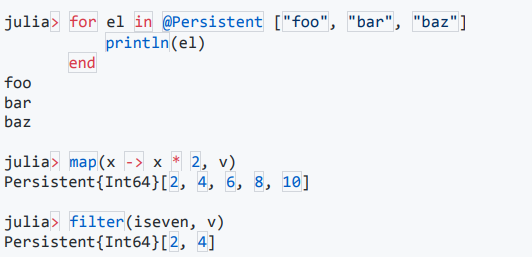 julia> for el in @Persistent ["foo", "bar", "baz"]
println(el)
end
foo
bar
baz
julia> map(x -> x * 2, v)
Persistent{Int64}[2, 4, 6, 8, 10]
julia> filter(iseven, v)
Persistent{Int64}[2, 4]